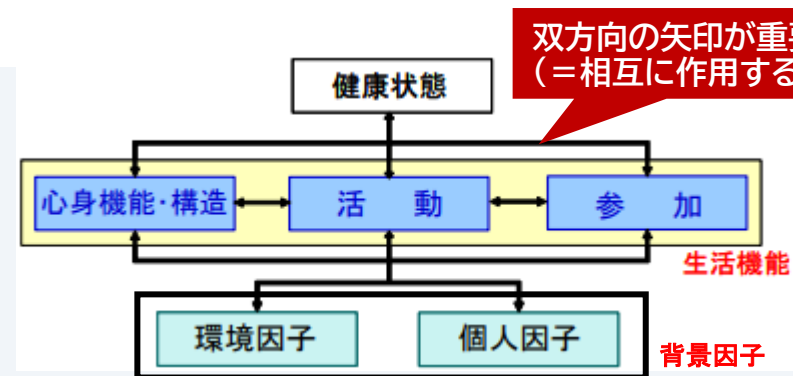 双方向の矢印が重
(=相互に作用する
健康状態
心身機能・構造
活 動
参 加
生活機能
環境因子
個人因子
背景因子